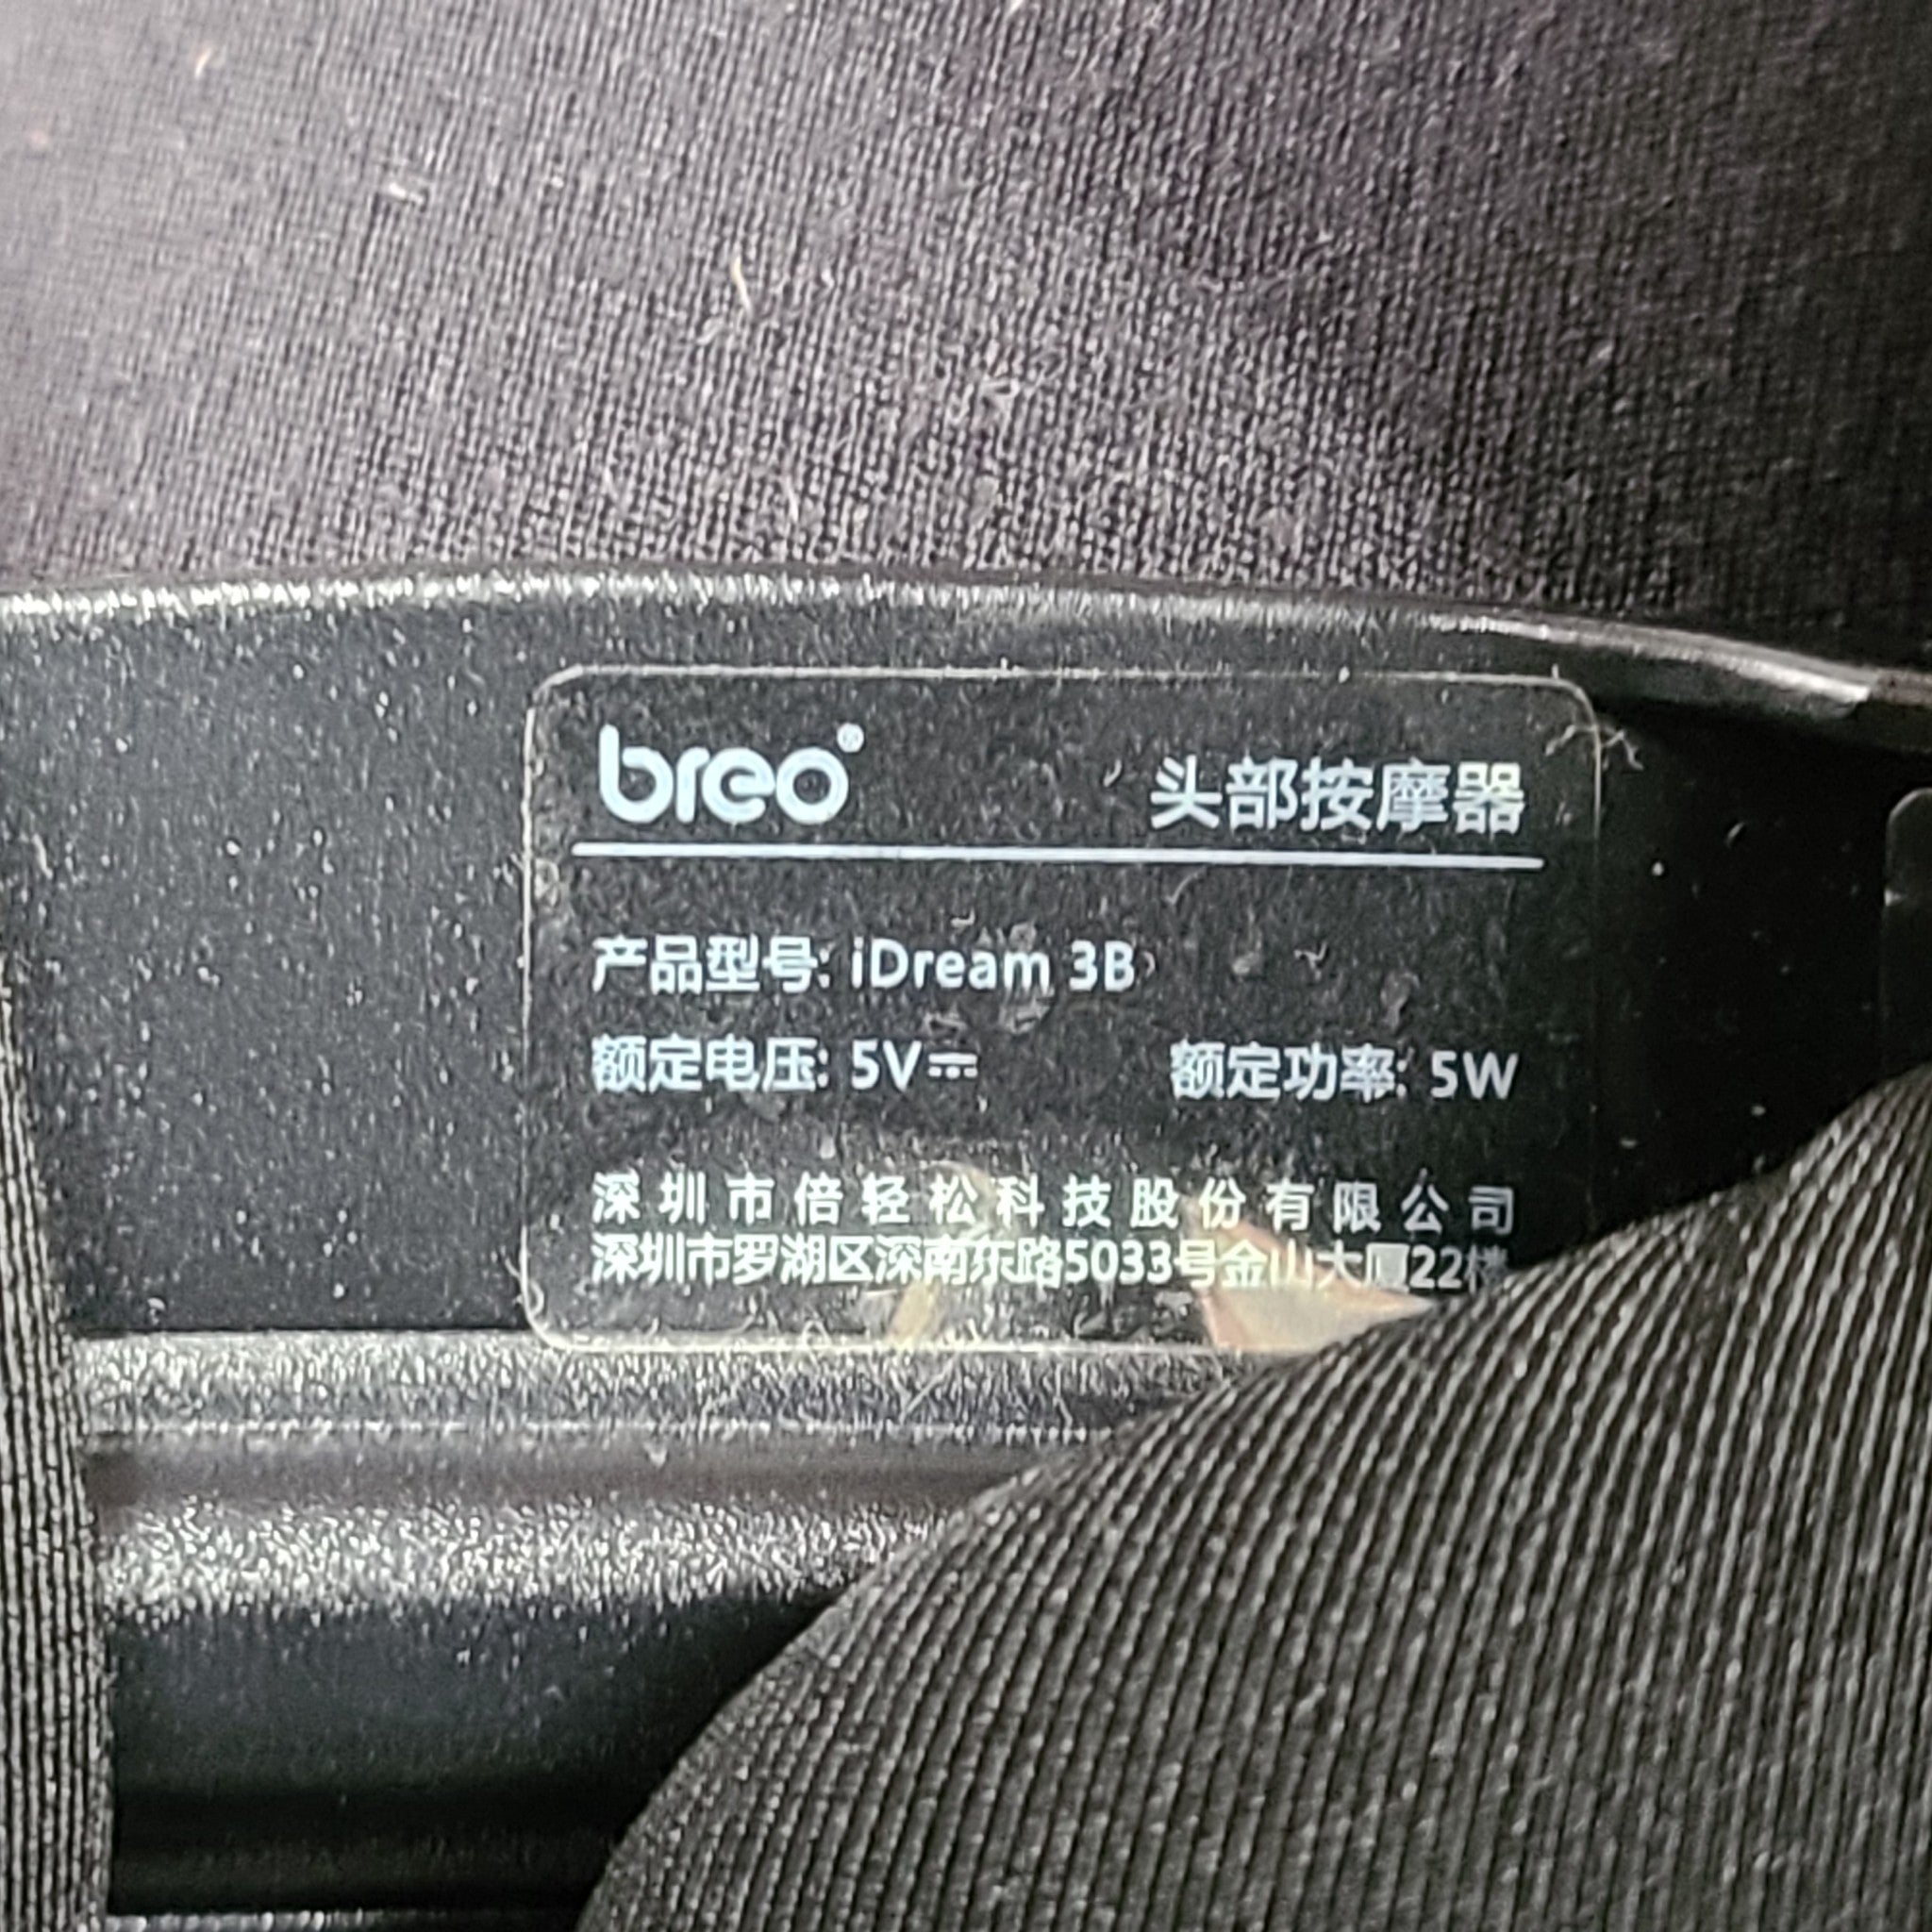 breo®
头部按摩器
产品型号: iDream 3B
额定电压: 5V⎓ 额定功率: 5W
深圳市倍轻松科技股份有限公司
深圳市罗湖区深南东路5033号金山大厦22楼